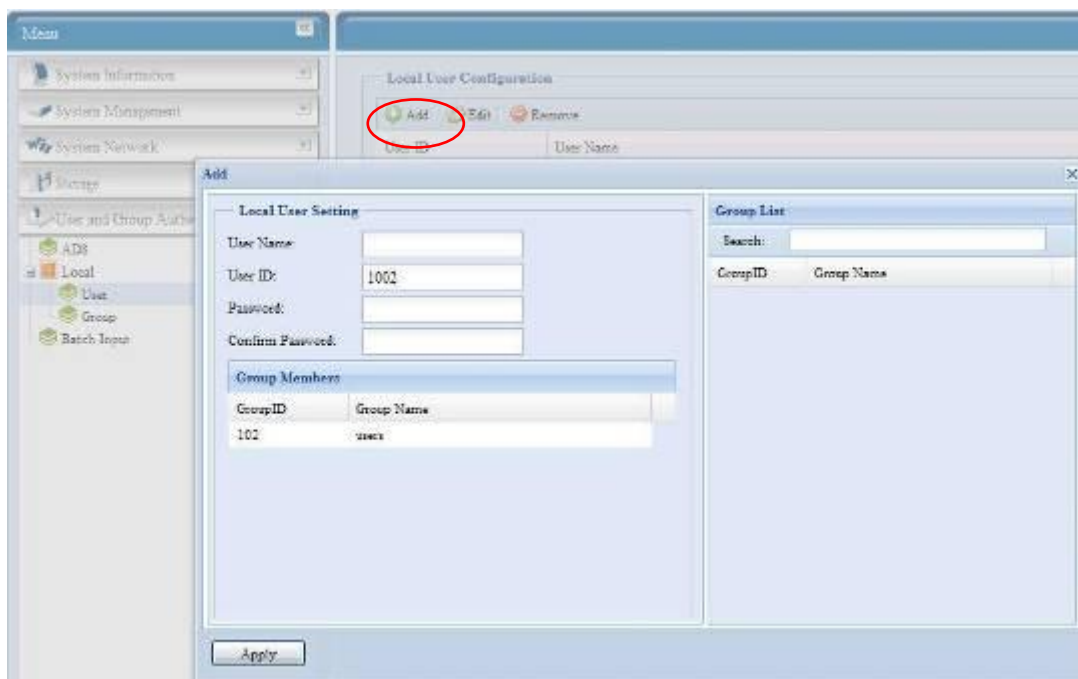 Menu
System Information
System Management
System Network
Storage
User and Group Authe
ADS
Local
User
Group
Batch Input
Local User Configuration
Add Edit Remove
User ID User Name
Add
Local User Setting
User Name:
User ID: 1002
Password:
Confirm Password:
Group Members
GroupID Group Name
102 users
Group List
Search:
GroupID Group Name
Apply